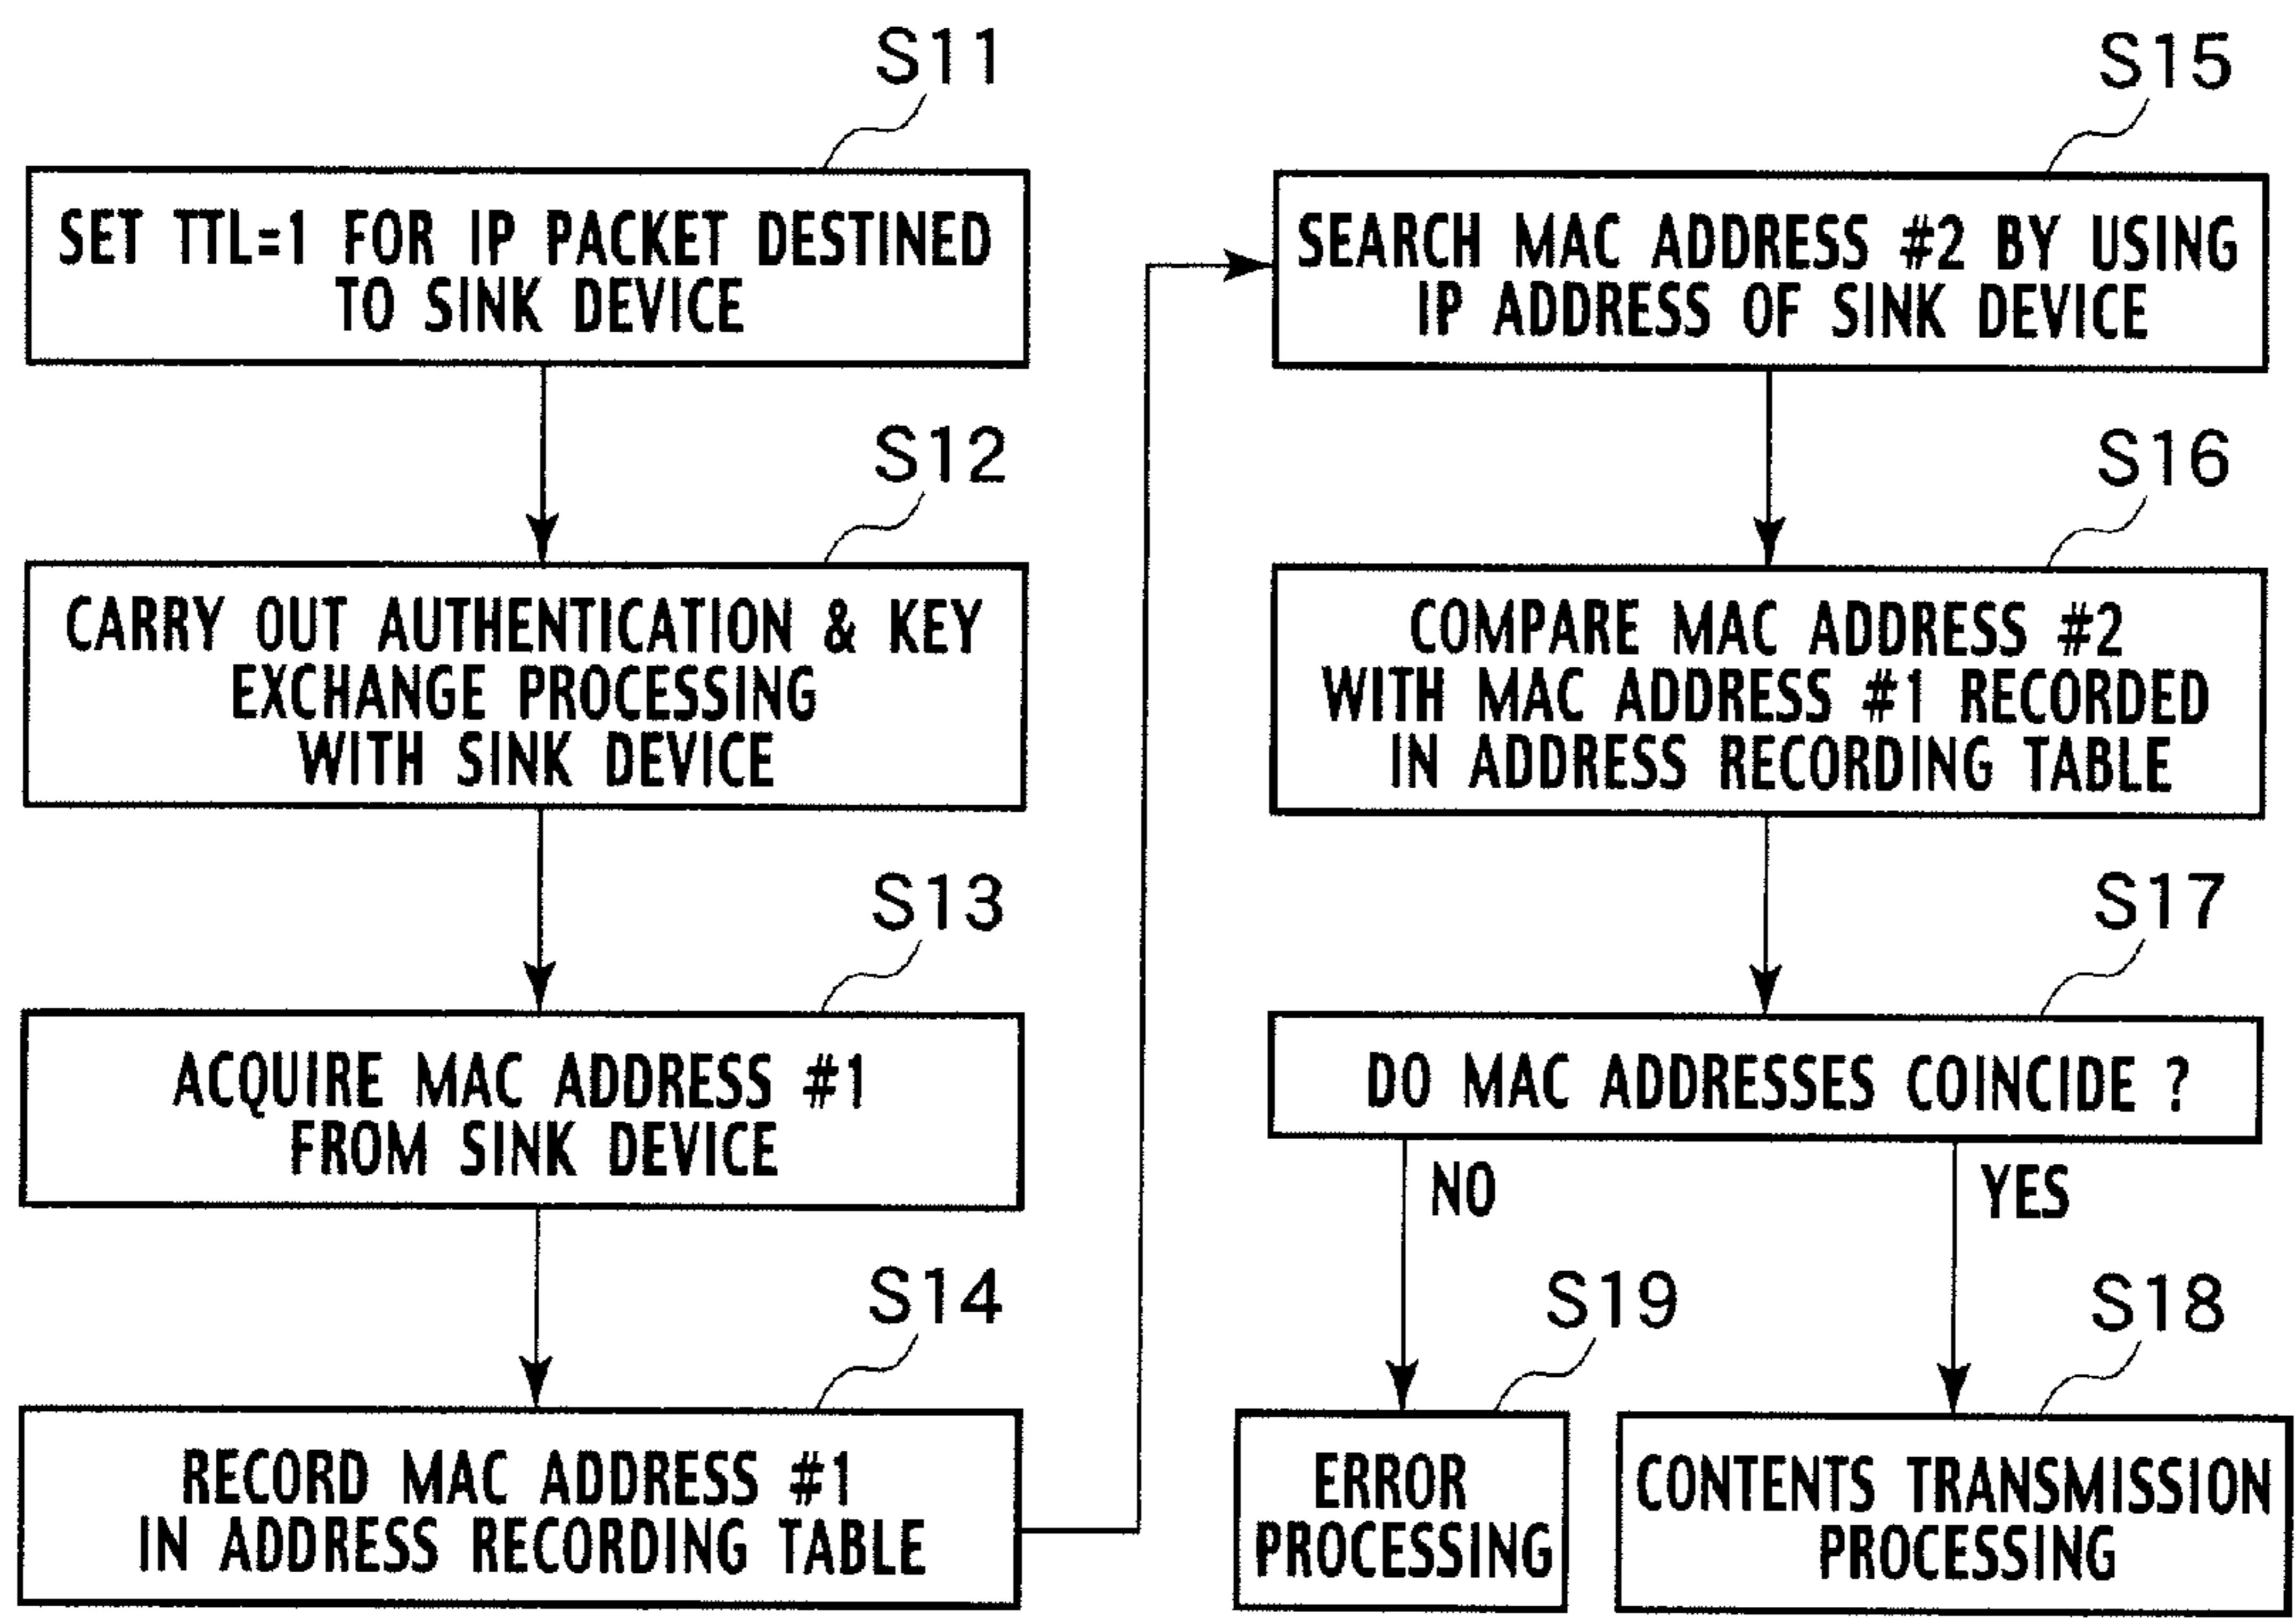 S11
SET TTL=1 FOR IP PACKET DESTINED
TO SINK DEVICE
S12
CARRY OUT AUTHENTICATION & KEY
EXCHANGE PROCESSING
WITH SINK DEVICE
S13
ACQUIRE MAC ADDRESS #1
FROM SINK DEVICE
S14
RECORD MAC ADDRESS #1
IN ADDRESS RECORDING TABLE
S15
SEARCH MAC ADDRESS #2 BY USING
IP ADDRESS OF SINK DEVICE
S16
COMPARE MAC ADDRESS #2
WITH MAC ADDRESS #1 RECORDED
IN ADDRESS RECORDING TABLE
S17
DO MAC ADDRESSES COINCIDE ?
NO
YES
S19
ERROR
PROCESSING
S18
CONTENTS TRANSMISSION
PROCESSING